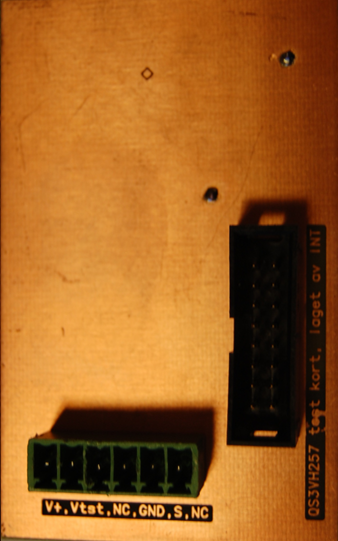 QS3VH257 test kort, laget av INT
V+,Vtst,NC,GND,S,NC